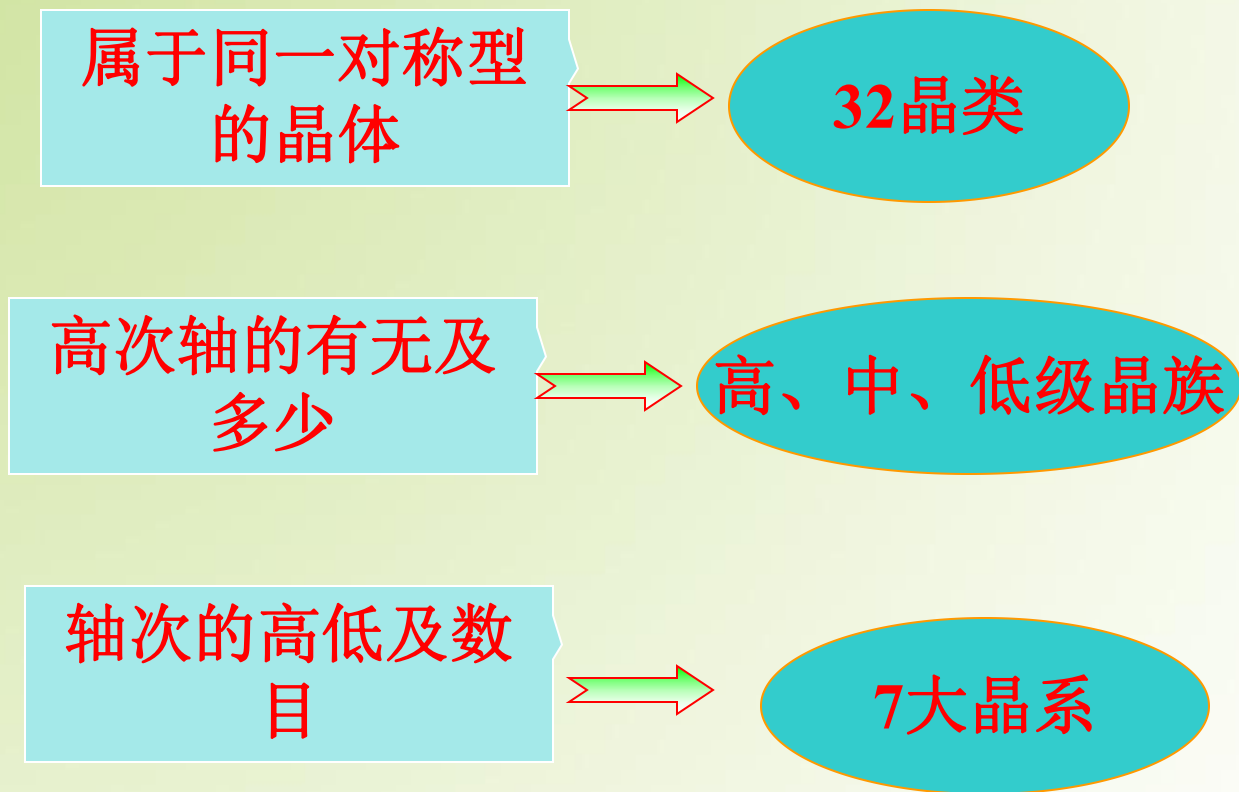 属于同一对称型
的晶体
32晶类
高次轴的有无及
多少
高、中、低级晶族
轴次的高低及数
目
7大晶系